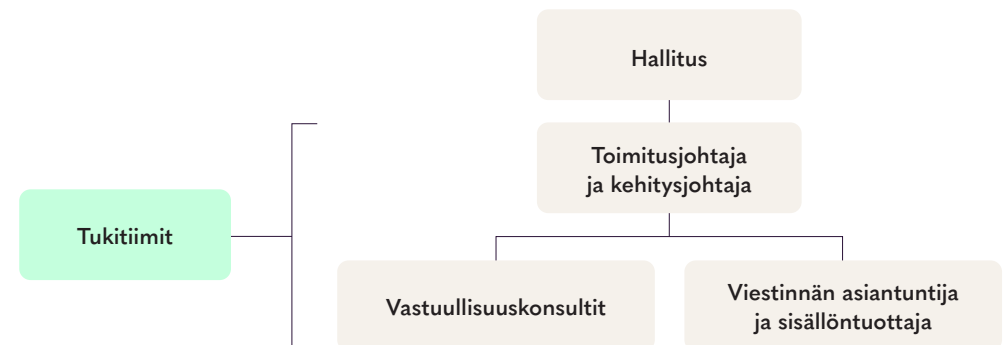 Hallitus
Toimitusjohtaja
ja kehitysjohtaja
Tukitiimit
Vastuullisuuskonsultit
Viestinnän asiantuntija
ja sisällöntuottaja